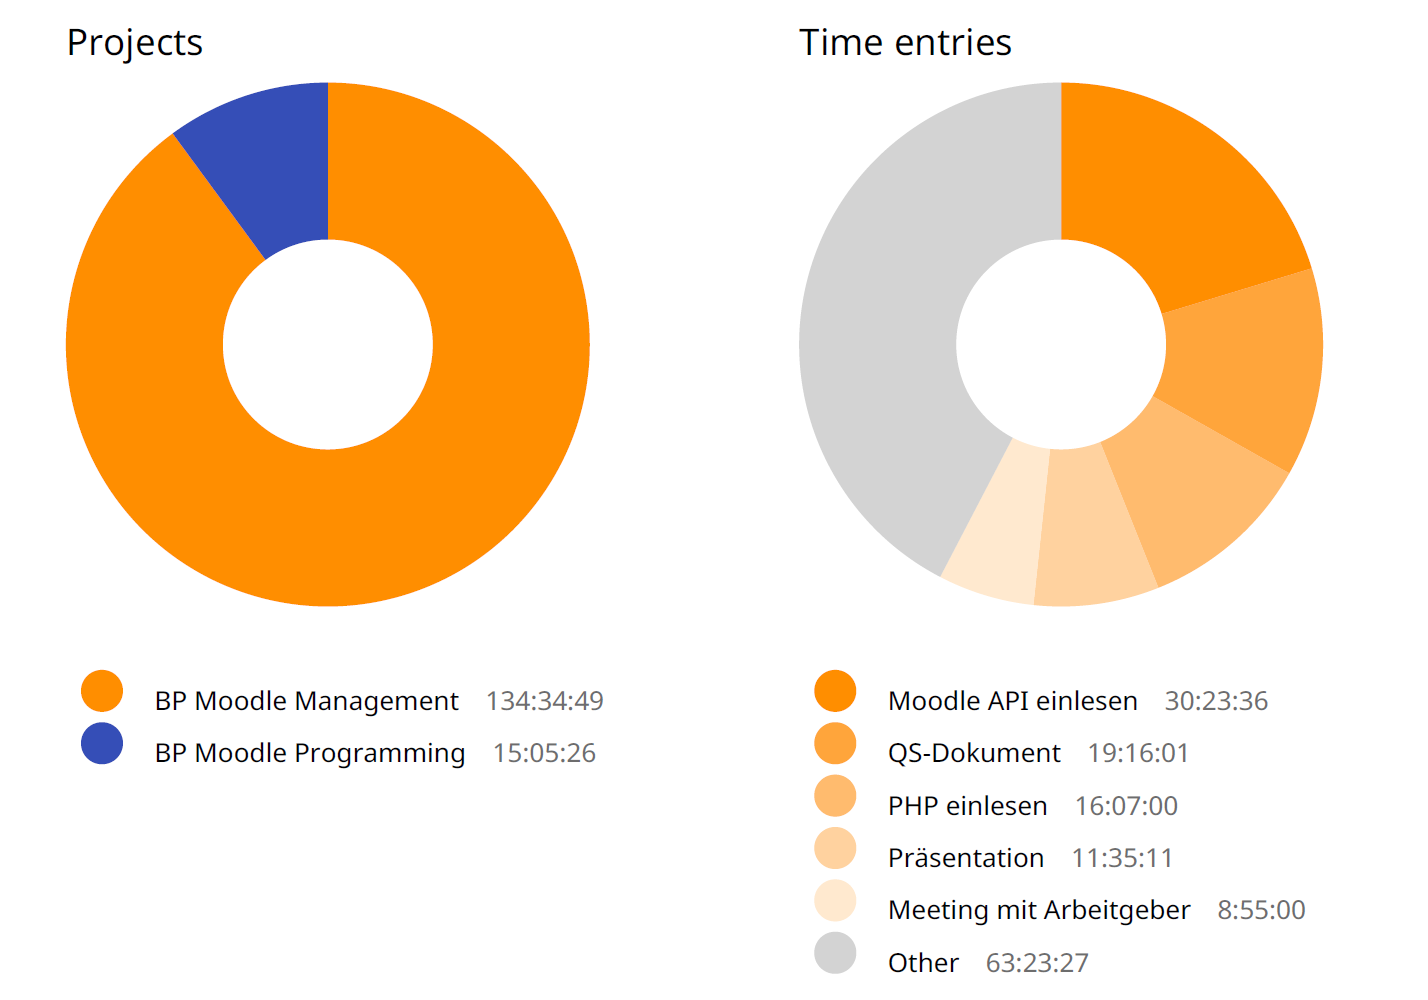 Projects
BP Moodle Management 134:34:49
BP Moodle Programming 15:05:26
Time entries
Moodle API einlesen 30:23:36
QS-Dokument 19:16:01
PHP einlesen 16:07:00
Präsentation 11:35:11
Meeting mit Arbeitgeber 8:55:00
Other 63:23:27